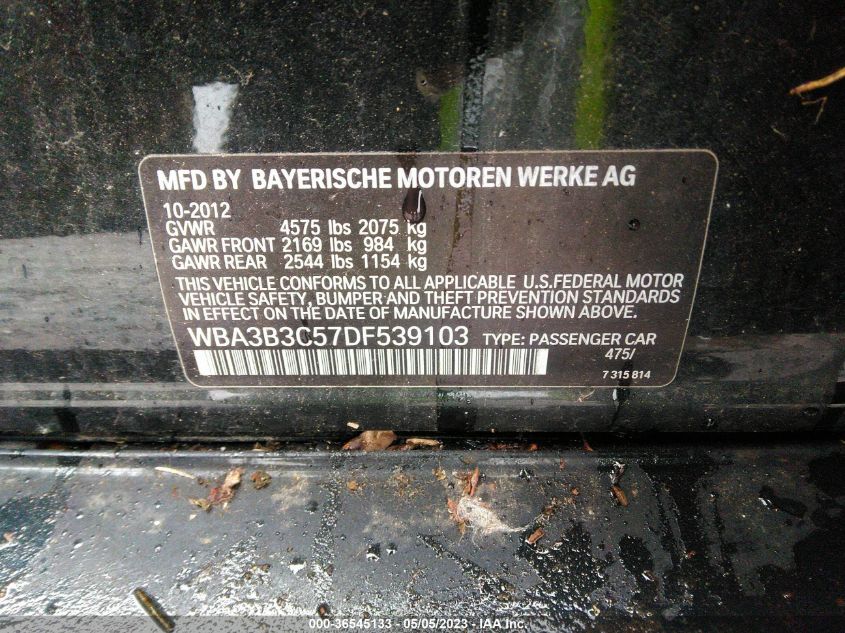 MFD BY BAYERISCHE MOTOREN WERKE AG
10-2012
GVWR 4575 lbs 2075 kg
GAWR FRONT 2169 lbs 984 kg
GAWR REAR 2544 lbs 1154 kg
THIS VEHICLE CONFORMS TO ALL APPLICABLE U.S.FEDERAL MOTOR
VEHICLE SAFETY, BUMPER AND THEFT PREVENTION STANDARDS
IN EFFECT ON THE DATE OF MANUFACTURE SHOWN ABOVE.
WBA3B3C57DF539103 TYPE: PASSENGER CAR
475/
7 315 814
000-36545133 - 05/05/2023 - IAA Inc.